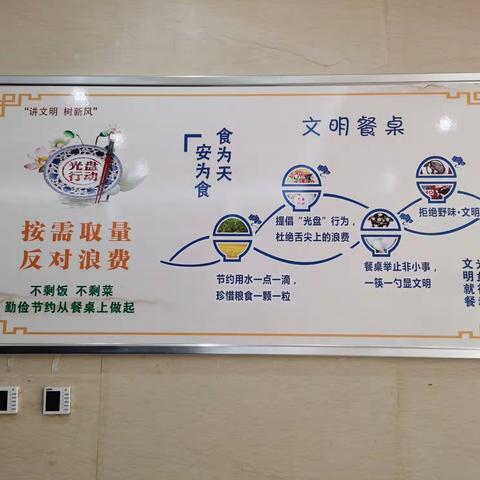 “讲文明 树新风”
光盘
行动
按需取量
反对浪费
不剩饭 不剩菜
勤俭节约从餐桌上做起
食为天
安为食
文明餐桌
节约用水一点一滴，
珍惜粮食一颗一粒
提倡“光盘”行为，
杜绝舌尖上的浪费
餐桌举止非小事，
一筷一勺显文明
拒绝野味·文明
文
明
就
餐